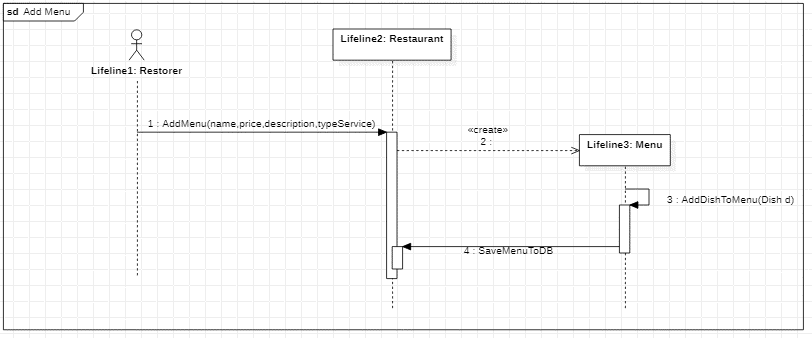 sd Add Menu
Lifeline2: Restaurant
Lifeline1: Restorer
1 : AddMenu(name,price,description,typeService)
«create»
2 :
Lifeline3: Menu
3 : AddDishToMenu(Dish d)
4 : SaveMenuToDB